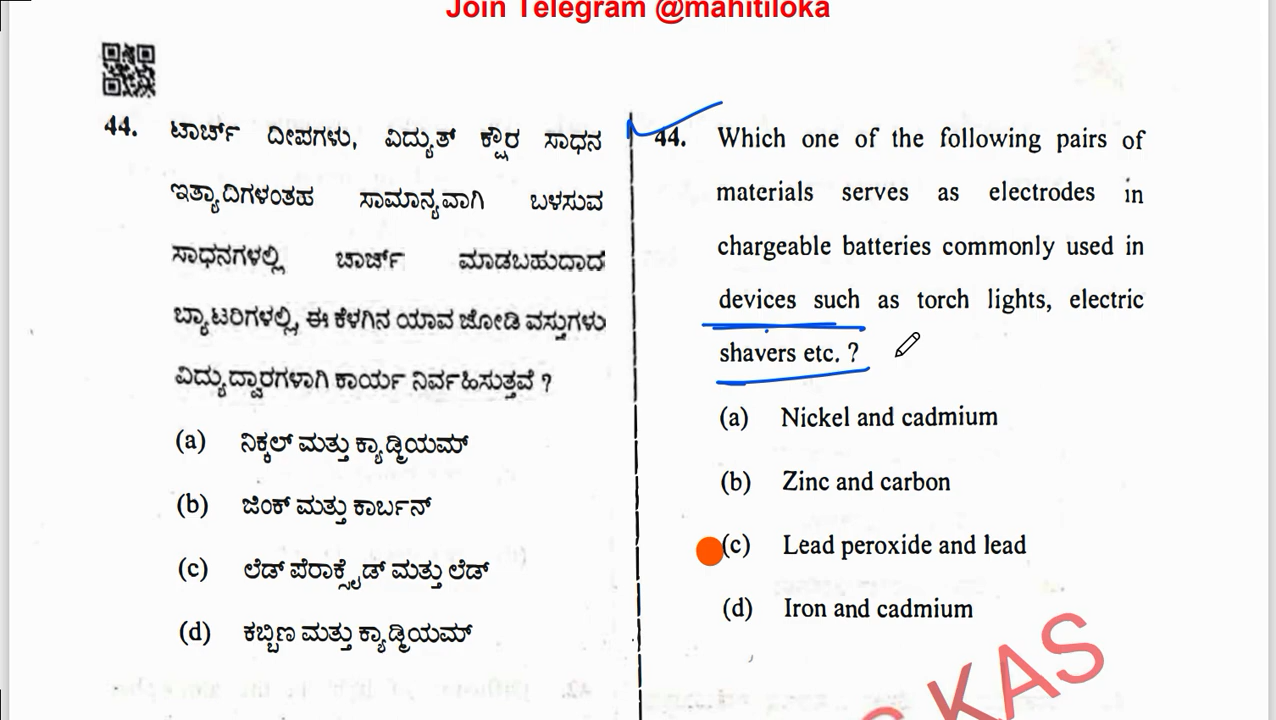 Join Telegram @mahitiloka
44. ಟಾರ್ಚ್ ದೀಪಗಳು, ವಿದ್ಯುತ್ ಕ್ಷೌರ ಸಾಧನ
ಇತ್ಯಾದಿಗಳಂತಹ ಸಾಮಾನ್ಯವಾಗಿ ಬಳಸುವ
ಸಾಧನಗಳಲ್ಲಿ ಚಾರ್ಜ್ ಮಾಡಬಹುದಾದ
ಬ್ಯಾಟರಿಗಳಲ್ಲಿ, ಈ ಕೆಳಗಿನ ಯಾವ ಜೋಡಿ ವಸ್ತುಗಳು
ವಿದ್ಯುದ್ವಾರಗಳಾಗಿ ಕಾರ್ಯ ನಿರ್ವಹಿಸುತ್ತವೆ ?
(a) ನಿಕ್ಕಲ್ ಮತ್ತು ಕ್ಯಾಡ್ಮಿಯಮ್
(b) ಜಿಂಕ್ ಮತ್ತು ಕಾರ್ಬನ್
(c) ಲೆಡ್ ಪೆರಾಕ್ಸೈಡ್ ಮತ್ತು ಲೆಡ್
(d) ಕಬ್ಬಿಣ ಮತ್ತು ಕ್ಯಾಡ್ಮಿಯಮ್
44. Which one of the following pairs of
materials serves as electrodes in
chargeable batteries commonly used in
devices such as torch lights, electric
shavers etc. ?
(a) Nickel and cadmium
(b) Zinc and carbon
(c) Lead peroxide and lead
(d) Iron and cadmium
KAS